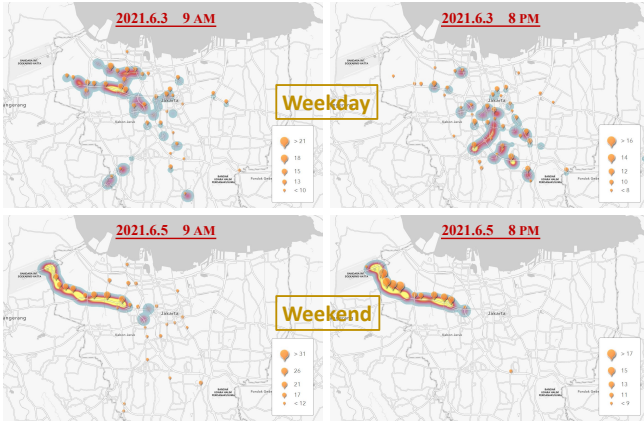 2021.6.3 9 AM
2021.6.3 8 PM
Weekday
Jakarta
Jakarta
angerang
> 21
18
15
13
< 10
> 16
14
12
10
< 8
2021.6.5 9 AM
2021.6.5 8 PM
Weekend
Jakarta
Jakarta
angerang
> 31
26
21
17
< 12
> 17
15
13
11
< 9